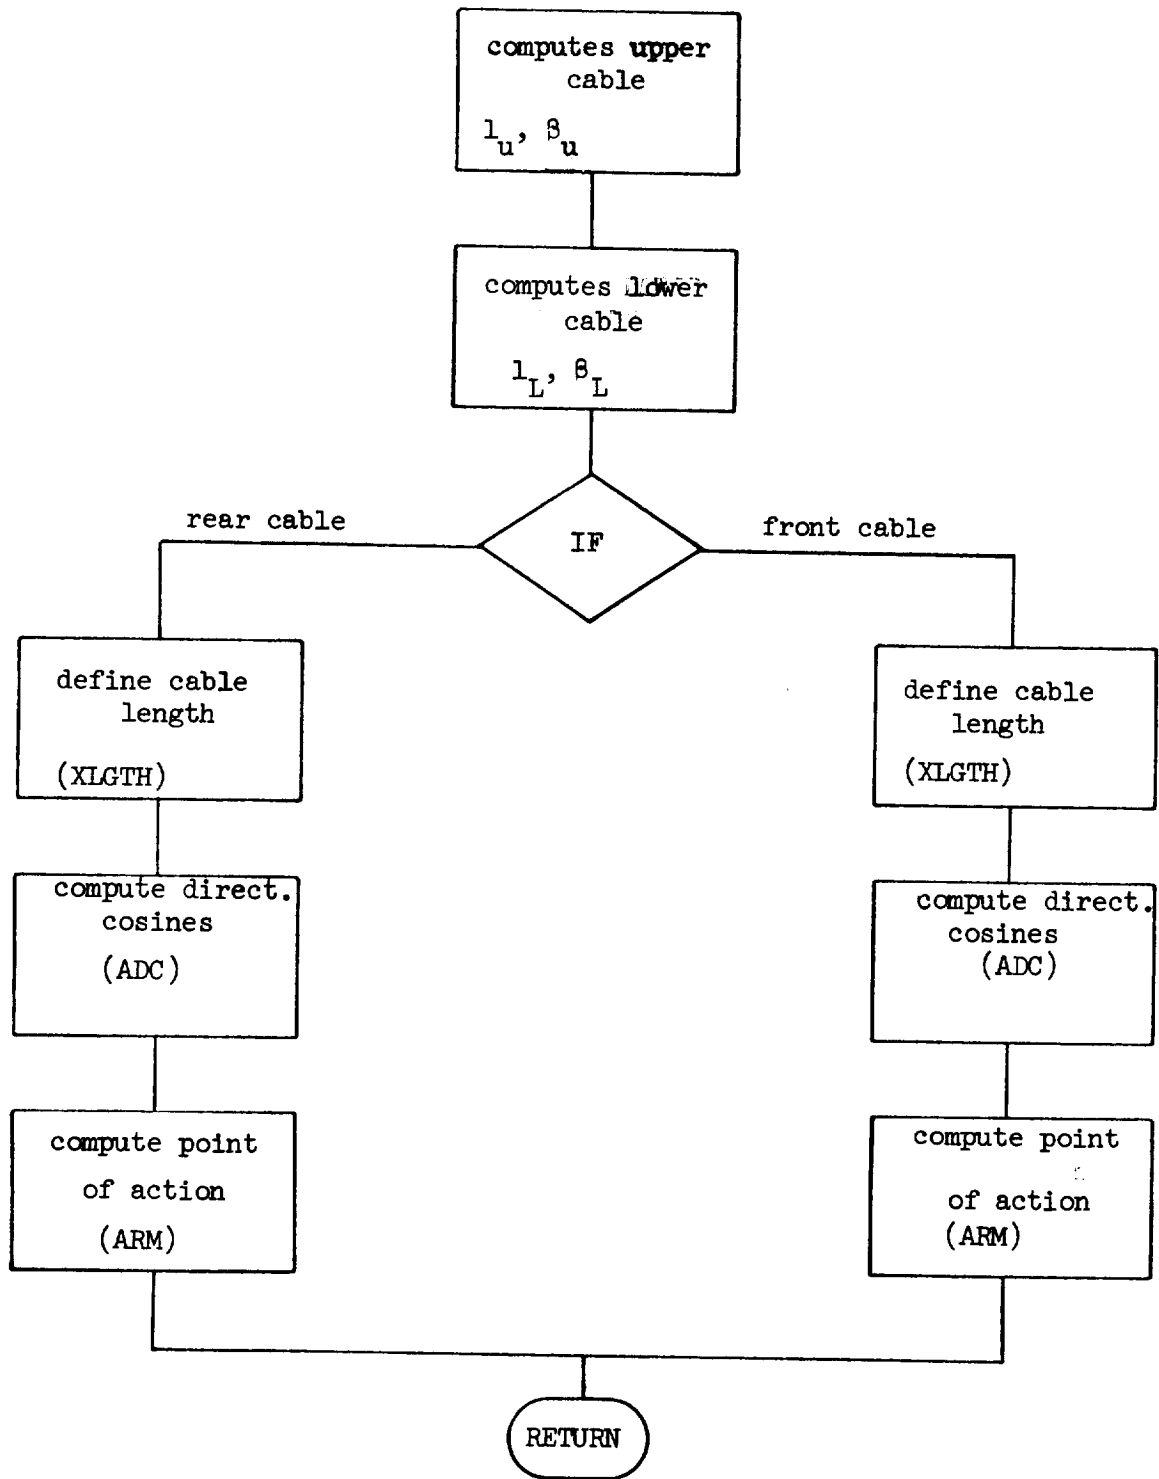 computes upper
cable
l_u, β_u
computes lower
cable
l_L, β_L
IF
rear cable
front cable
define cable
length
(XLGTH)
compute direct.
cosines
(ADC)
compute point
of action
(ARM)
define cable
length
(XLGTH)
compute direct.
cosines
(ADC)
compute point
of action
(ARM)
RETURN